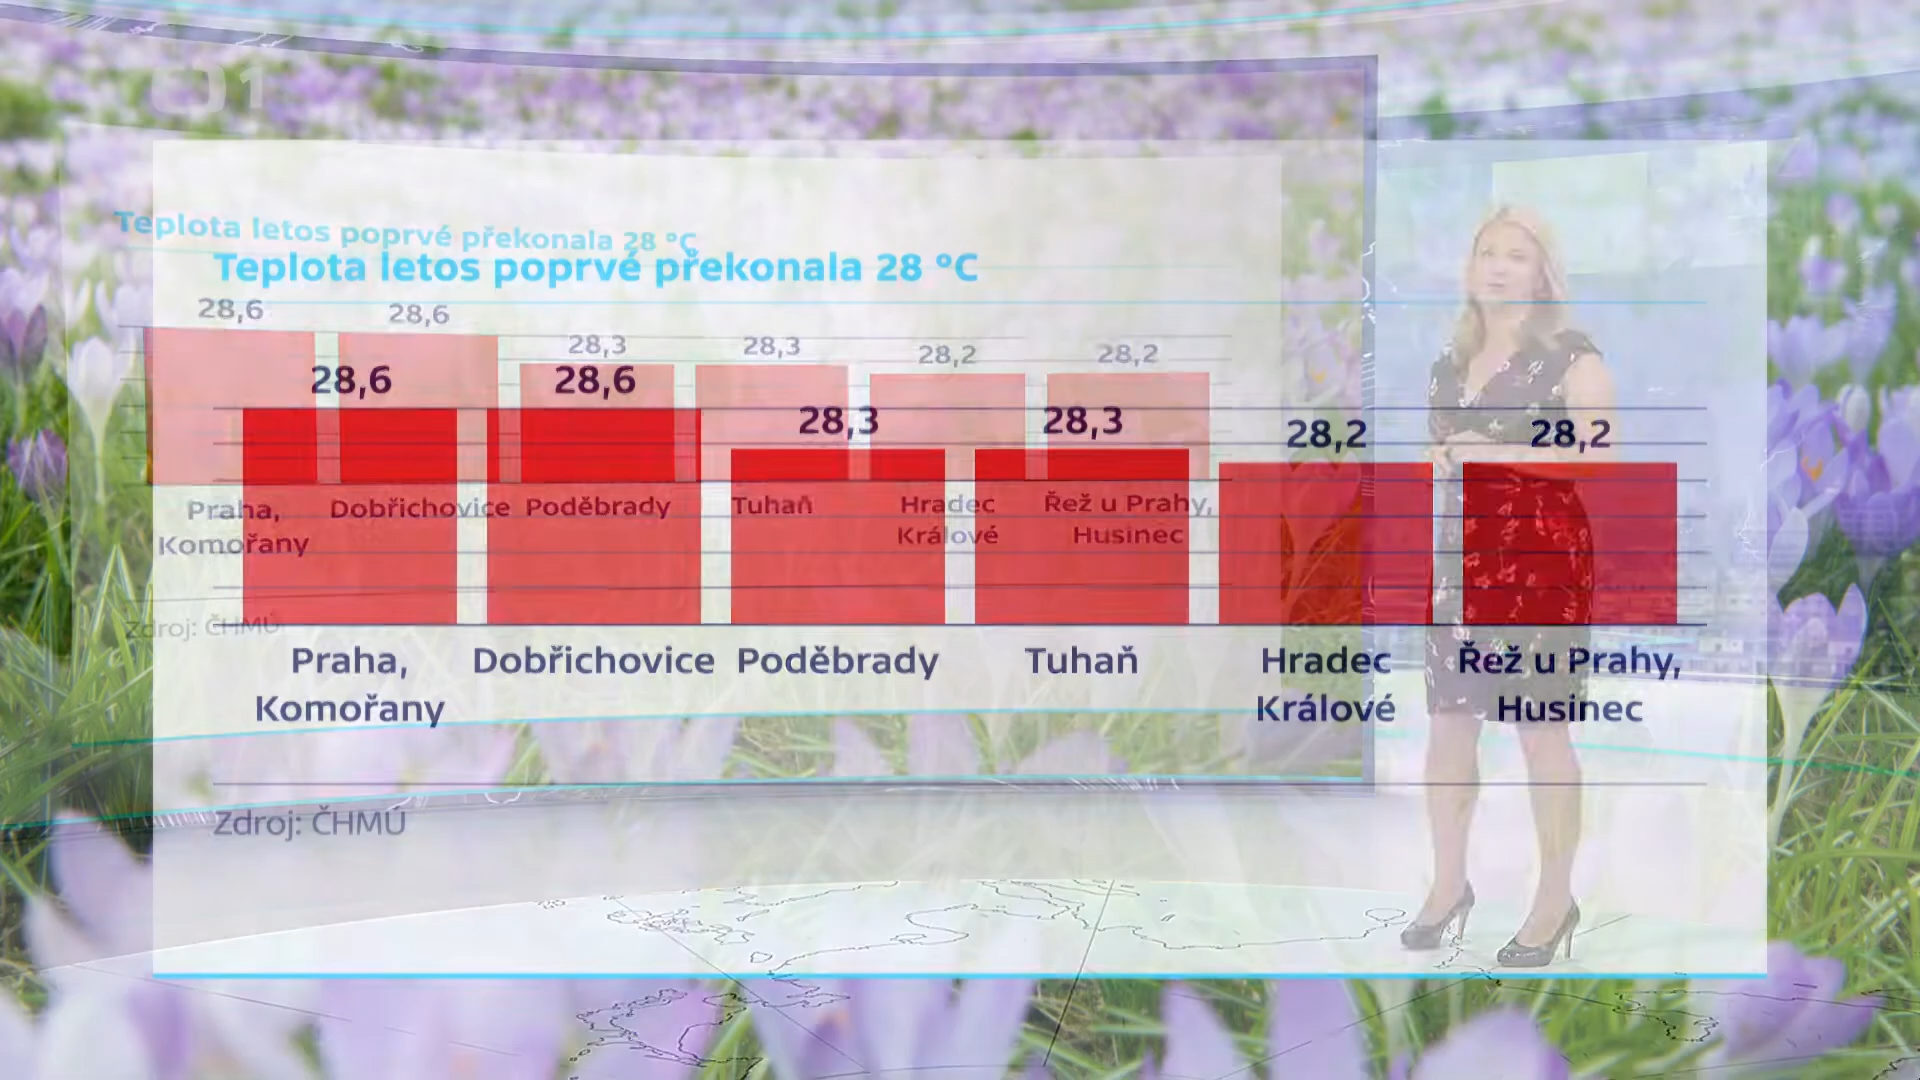 ČT1
Teplota letos poprvé překonala 28 °C
28,6
28,6
28,3
28,3
28,2
28,2
Praha,
Komořany
Dobřichovice
Poděbrady
Tuhaň
Hradec
Králové
Řež u Prahy,
Husinec
Zdroj: ČHMÚ
Teplota letos poprvé překonala 28 °C
28,6
28,6
28,3
28,3
28,2
28,2
Praha,
Komořany
Dobřichovice
Poděbrady
Tuhaň
Hradec
Králové
Řež u Prahy,
Husinec
Zdroj: ČHMÚ